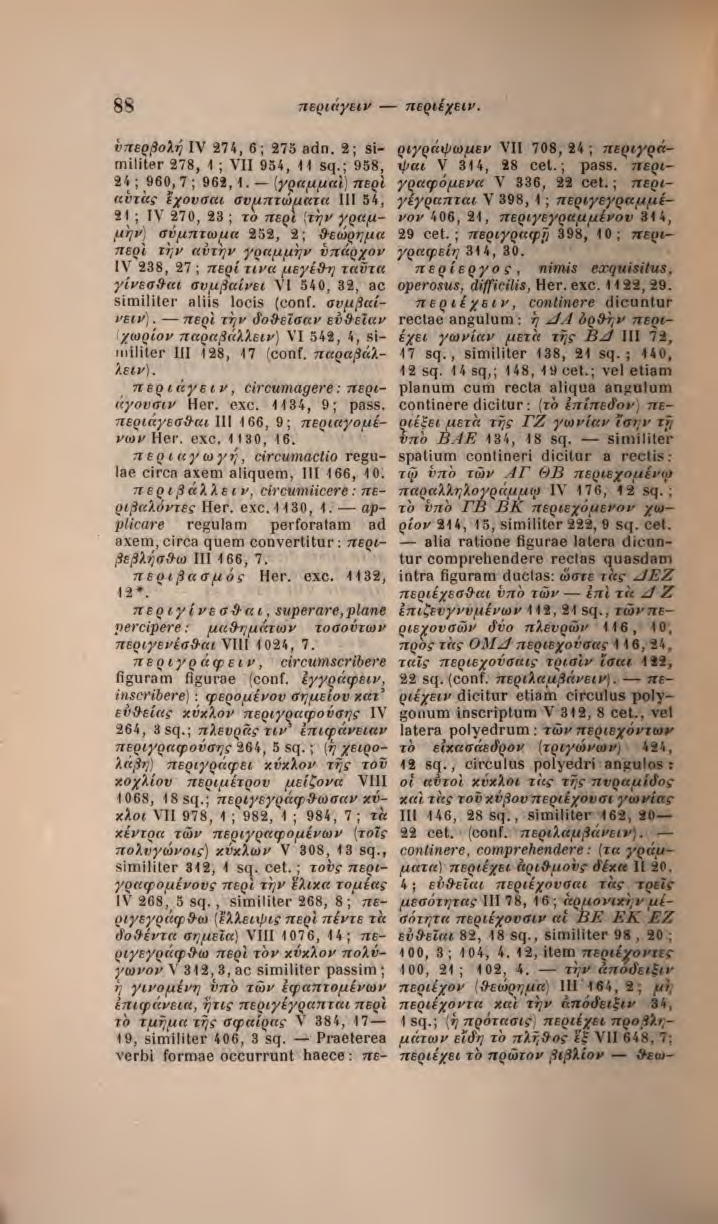 88
περιάγειν — περιέχειν.
ὑπερβολή IV 274, 6; 275 adn. 2; si-
militer 278, 1; VII 954, 11 sq.; 958,
24; 960, 7; 962, 1. — (γραμμαὶ) περὶ
αὐτὰς ἔχουσαι συμπτώματα III 54,
21; IV 270, 23; τὸ περὶ (τὴν γραμ-
μὴν) σύμπτωμα 252, 2; θεώρημα
περὶ τὴν αὐτὴν γραμμὴν ὑπάρχον
IV 238, 27; περί τινα μεγέθη ταῦτα
γίνεσθαι συμβαίνει VI 540, 32, ac
similiter aliis locis (conf. συμβαί-
νειν). — περὶ τὴν δοθεῖσαν εὐθεῖαν
(χωρίον παραβάλλειν) VI 542, 4, si-
militer III 128, 17 (conf. παραβάλ-
λειν).
περιάγειν, circumagere: περι-
άγουσιν Her. exc. 1134, 9; pass.
περιάγεσθαι III 166, 9; περιαγομέ-
νων Her. exc. 1130, 16.
περιαγωγή, circumactio regu-
lae circa axem aliquem, III 166, 10.
περιβάλλειν, circumiicere: πε-
ριβαλόντες Her. exc. 1130, 1. — ap-
plicare regulam perforatam ad
axem, circa quem convertitur: περι-
βεβλήσθω III 166, 7.
περιβασμός Her. exc. 1132,
12*.
περιγίνεσθαι, superare, plane
percipere: μαθημάτων τοσούτων
περιγενέσθαι VIII 1024, 7.
περιγράφειν, circumscribere
figuram figurae (conf. ἐγγράφειν,
inscribere): φερομένου σημείου κατ᾽
εὐθείας κύκλον περιγραφούσης IV
264, 3 sq.; πλευρᾶς τιν᾽ ἐπιφάνειαν
περιγραφούσης 264, 5 sq.; (ἡ χειρο-
λάβη) περιγράφει κύκλον τῆς τοῦ
κοχλίου περιμέτρου μείζονα VIII
1068, 18 sq.; περιγεγράφθωσαν κύ-
κλοι VII 978, 1; 982, 1; 984, 7; τὰ
κέντρα τῶν περιγραφομένων (τοῖς
πολυγώνοις) κύκλων V 308, 13 sq.,
similiter 312, 1 sq. cet.; τοὺς περι-
γραφομένους περὶ τὴν ἕλικα τομέας
IV 268, 5 sq., similiter 268, 8; πε-
ριγεγράφθω (ἔλλειψις περὶ πέντε τὰ
δοθέντα σημεῖα) VIII 1076, 14; πε-
ριγεγράφθω περὶ τὸν κύκλον πολύ-
γωνον V 312, 3, ac similiter passim;
ἡ γινομένη ὑπὸ τῶν ἐφαπτομένων
ἐπιφάνεια, ἥτις περιγέγραπται περὶ
τὸ τμῆμα τῆς σφαίρας V 384, 17—
19, similiter 406, 3 sq. — Praeterea
verbi formae occurrunt haece: πε-
ριγράψωμεν VII 708, 24; περιγρά-
ψαι V 314, 28 cet.; pass. περι-
γραφόμενα V 336, 22 cet.; περι-
γέγραπται V 398, 1; περιγεγραμμέ-
νον 406, 21, περιγεγραμμένου 314,
29 cet.; περιγραφῇ 398, 10; περι-
γραφείη 314, 30.
περίεργος, nimis exquisitus,
operosus, difficilis, Her. exc. 1122, 29.
περιέχειν, continere dicuntur
rectae angulum: ἡ ΔΑ ὀρθὴν περι-
έχει γωνίαν μετὰ τῆς ΒΔ III 72,
17 sq., similiter 138, 21 sq.; 140,
12 sq. 14 sq,; 148, 19 cet.; vel etiam
planum cum recta aliqua angulum
continere dicitur: (τὸ ἐπίπεδον) πε-
ριέξει μετὰ τῆς ΓΖ γωνίαν ἴσην τῇ
ὑπὸ ΒΑΕ 134, 18 sq. — similiter
spatium contineri dicitur a rectis:
τῷ ὑπὸ τῶν ΑΓ ΘΒ περιεχομένῳ
παραλληλογράμμῳ IV 176, 12 sq.;
τὸ ὑπὸ ΓΒ ΒΚ περιεχόμενον χω-
ρίον 214, 15, similiter 222, 9 sq. cet.
— alia ratione figurae latera dicun-
tur comprehendere rectas quasdam
intra figuram ductas: ὥστε τὰς ΔΕΖ
περιέχεσθαι ὑπὸ τῶν — ἐπὶ τὰ Δ Ζ
ἐπιζευγνυμένων 112, 21 sq., τῶν πε-
ριεχουσῶν δύο πλευρῶν 116, 10,
πρὸς τὰς ΟΜΔ περιεχούσας 116, 24,
ταῖς περιεχούσαις τρισὶν ἴσαι 122,
22 sq. (conf. περιλαμβάνειν). — πε-
ριέχειν dicitur etiam circulus poly-
gonum inscriptum V 312, 8 cet., vel
latera polyedrum: τῶν περιεχόντων
τὸ εἰκασάεδρον (τριγώνων) 424,
12 sq., circulus polyedri angulos:
οἱ αὐτοὶ κύκλοι τὰς τῆς πυραμίδος
καὶ τὰς τοῦ κύβου περιέχουσι γωνίας
III 146, 28 sq., similiter 162, 20—
22 cet. (conf. περιλαμβάνειν). —
continere, comprehendere: (τὰ γράμ-
ματα) περιέχει ἀριθμοὺς δέκα II 20,
4; εὐθεῖαι περιέχουσαι τὰς τρεῖς
μεσότητας III 78, 16; ἁρμονικὴν με-
σότητα περιέχουσιν αἱ ΒΕ ΕΚ ΕΖ
εὐθεῖαι 82, 18 sq., similiter 98, 20;
100, 3; 104, 4. 12, item περιέχοντες
100, 21; 102, 4. — τὴν ἀπόδειξιν
περιέχον (θεώρημα) III 164, 2; μὴ
περιέχοντα καὶ τὴν ἀπόδειξιν 34,
1 sq.; (ἡ πρότασις) περιέχει προβλη-
μάτων εἴδη τὸ πλῆθος ἕξ VII 648, 7;
περιέχει τὸ πρῶτον βιβλίον — θεω-